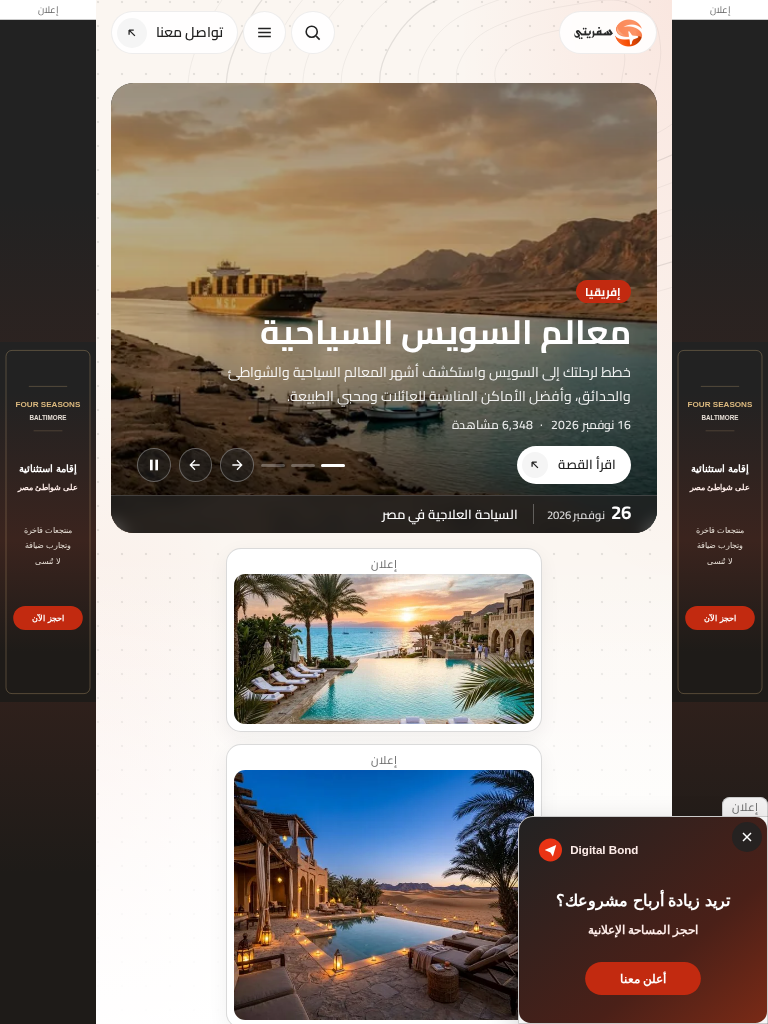 إعلان
إعلان
سفريتي
تواصل معنا
إفريقيا
معالم السويس السياحية
خطط لرحلتك إلى السويس واستكشف أشهر المعالم السياحية والشواطئ
والحدائق، وأفضل الأماكن المناسبة للعائلات ومحبي الطبيعة.
16 نوفمبر 2026 · 6,348 مشاهدة
اقرأ القصة
26 نوفمبر 2026
السياحة العلاجية في مصر
إعلان
إعلان
FOUR SEASONS
BALTIMORE
إقامة استثنائية
على شواطئ مصر
منتجعات فاخرة
وتجارب ضيافة
لا تُنسى
احجز الآن
FOUR SEASONS
BALTIMORE
إقامة استثنائية
على شواطئ مصر
منتجعات فاخرة
وتجارب ضيافة
لا تُنسى
احجز الآن
إعلان
Digital Bond
تريد زيادة أرباح مشروعك؟
احجز المساحة الإعلانية
أعلن معنا